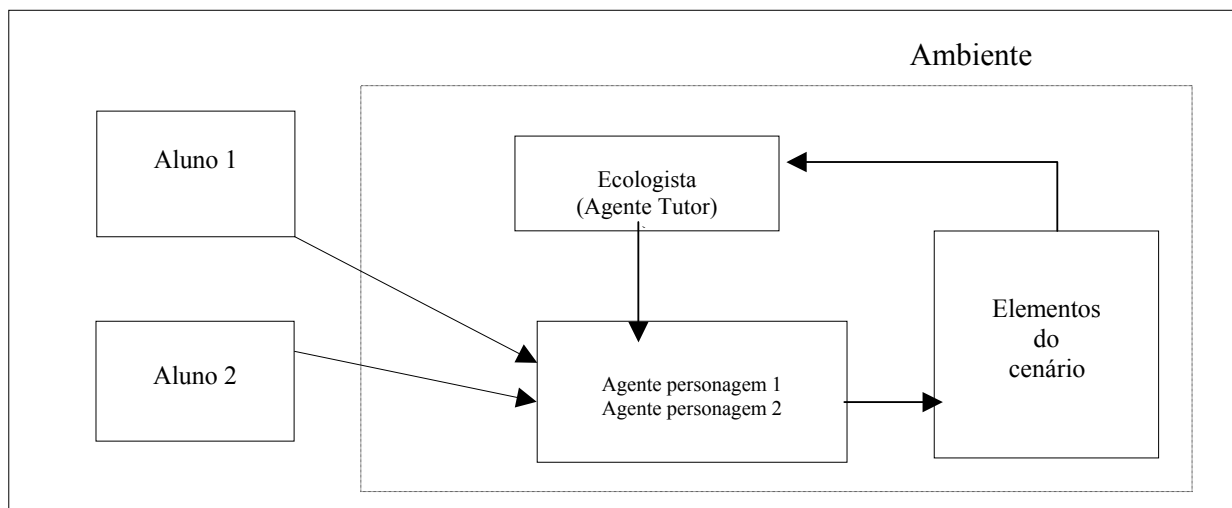 Ambiente
Aluno 1
Ecologista
(Agente Tutor)
Elementos
do
cenário
Aluno 2
Agente personagem 1
Agente personagem 2